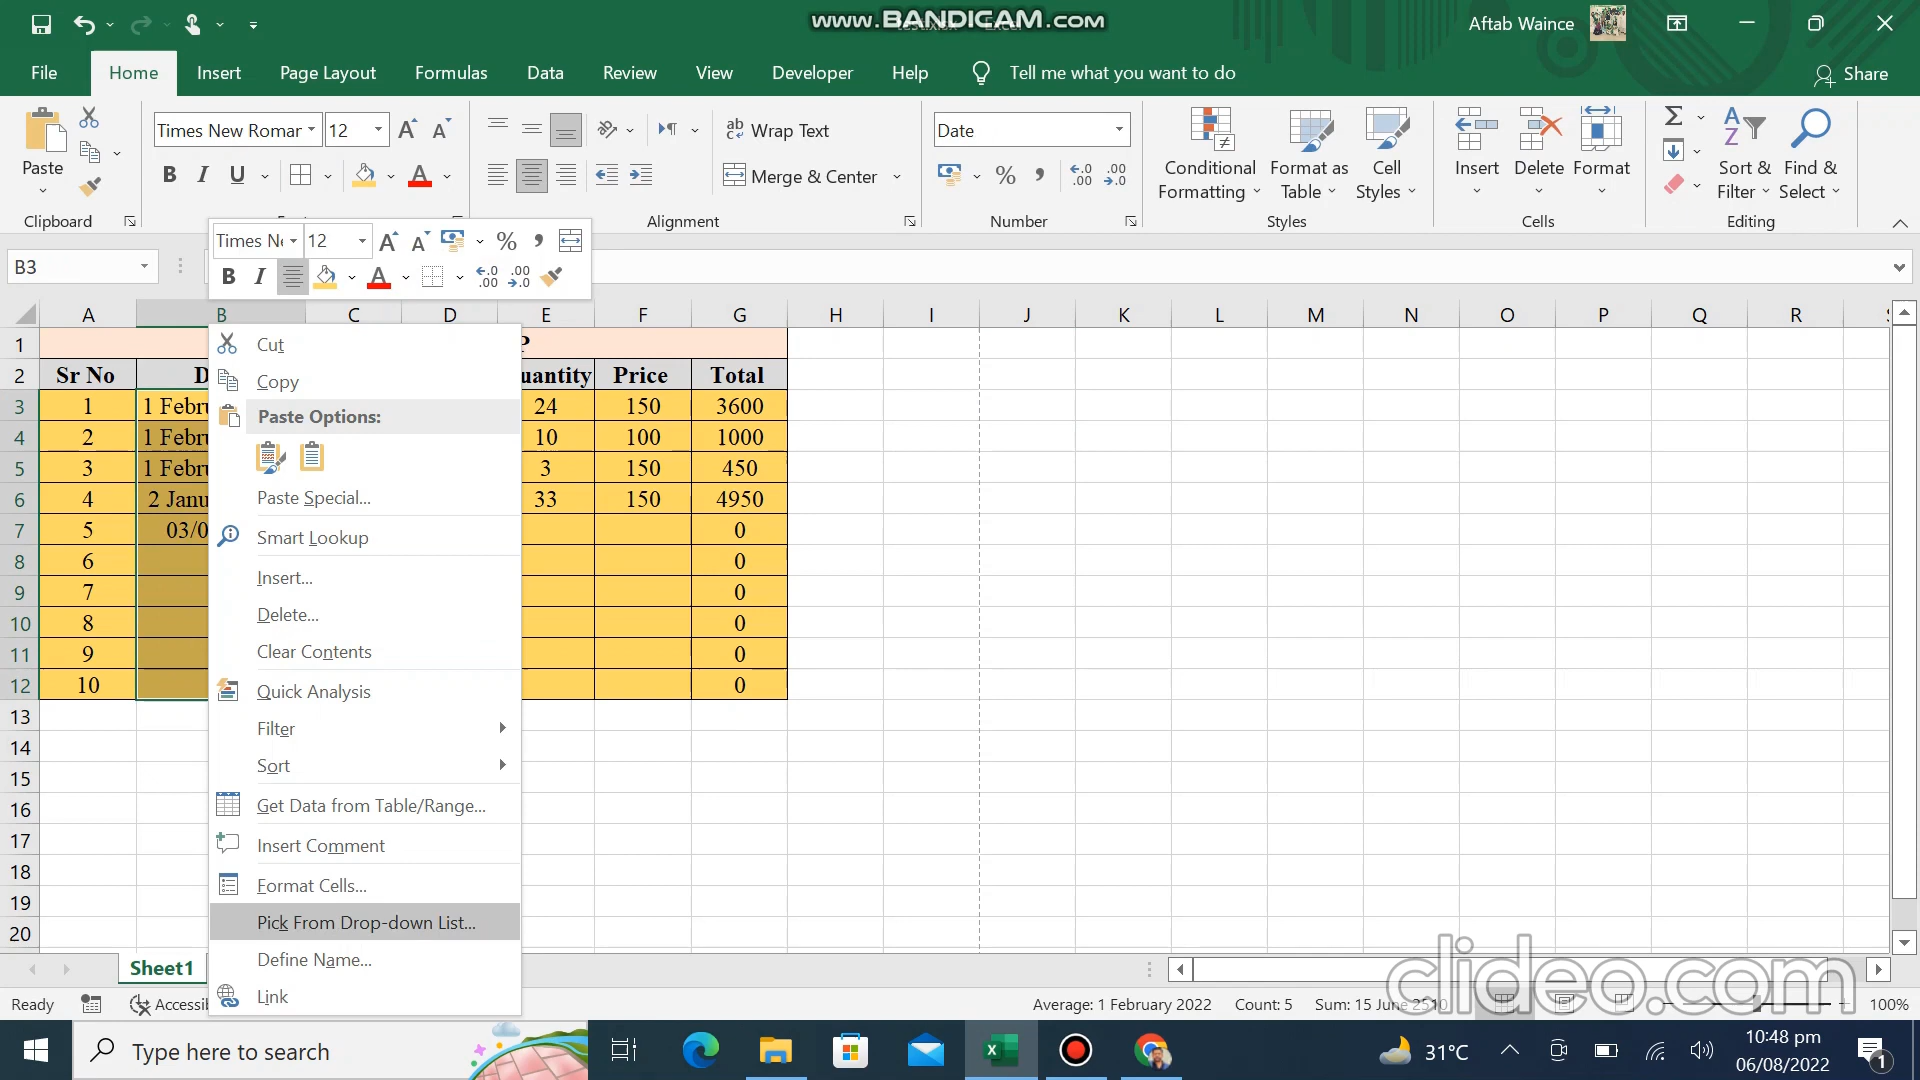 www.BANDICAM.com
Aftab Waince
File Home Insert Page Layout Formulas Data Review View Developer Help Tell me what you want to do Share
Paste
Times New Romar 12
B I U
A A
A
Wrap Text
Merge & Center
Date
% , .0 .00
Conditional Formatting
Format as Table
Cell Styles
Insert Delete Format
Sort & Filter
Find & Select
Clipboard Alignment Number Styles Cells Editing
Times Ne 12 A A % ,
B I A
B3
A B C D E F G H I J K L M N O P Q R
1 P
2 Sr No D uantity Price Total
3 1 1 Febru 24 150 3600
4 2 1 Febru 10 100 1000
5 3 1 Febru 3 150 450
6 4 2 Janu 33 150 4950
7 5 03/0 0
8 6 0
9 7 0
10 8 0
11 9 0
12 10 0
13
14
15
16
17
18
19
20
Cut
Copy
Paste Options:
Paste Special...
Smart Lookup
Insert...
Delete...
Clear Contents
Quick Analysis
Filter
Sort
Get Data from Table/Range...
Insert Comment
Format Cells...
Pick From Drop-down List...
Define Name...
Link
Sheet1
clideo.com
Ready Accessib Average: 1 February 2022 Count: 5 Sum: 15 June 2510 100%
Type here to search
31°C
10:48 pm
06/08/2022
1